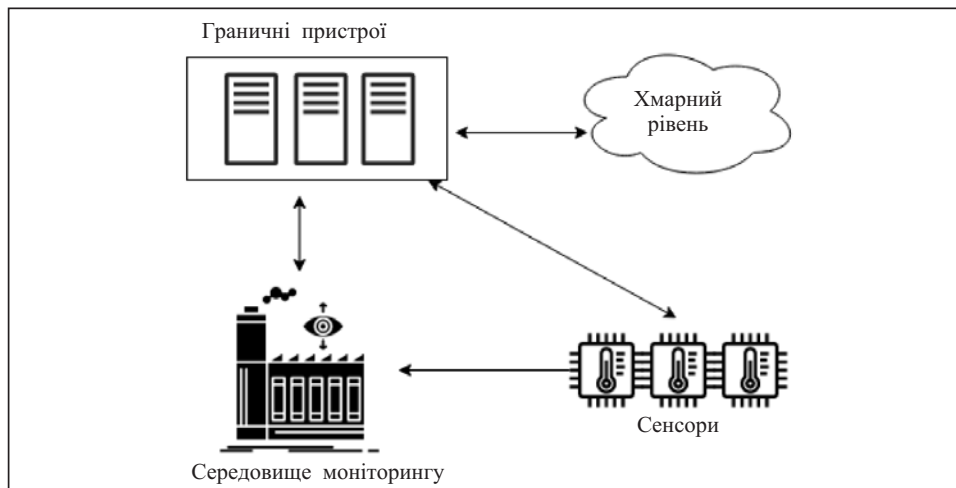 Граничні пристрої
Хмарний
рівень
Сенсори
Середовище моніторингу